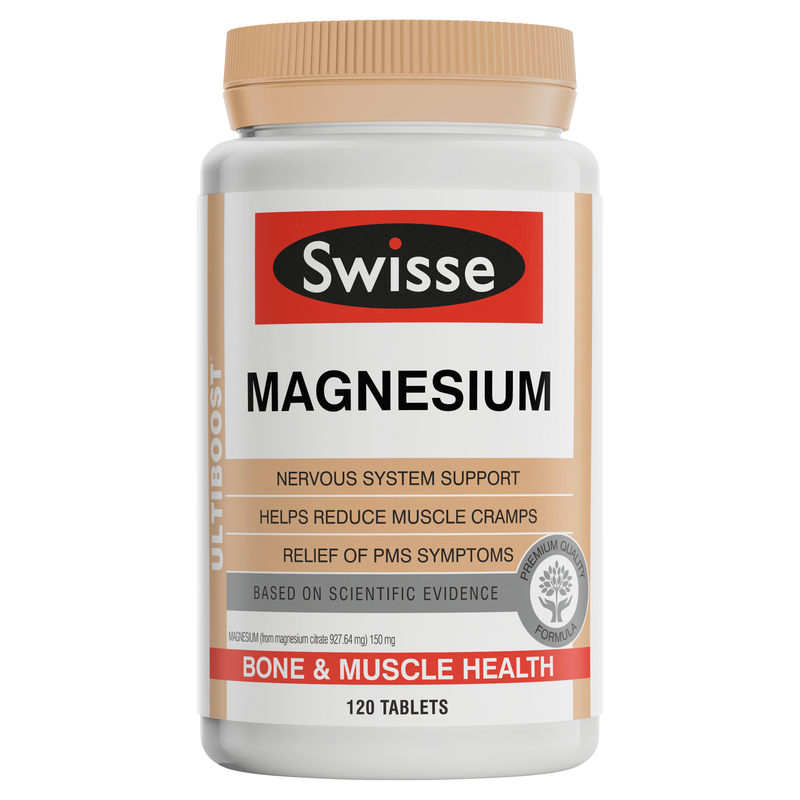 Swisse
MAGNESIUM
ULTIBOOST
NERVOUS SYSTEM SUPPORT
HELPS REDUCE MUSCLE CRAMPS
RELIEF OF PMS SYMPTOMS
BASED ON SCIENTIFIC EVIDENCE
PREMIUM QUALITY
FORMULA
MAGNESIUM (from magnesium citrate 927.64 mg) 150 mg
BONE & MUSCLE HEALTH
120 TABLETS